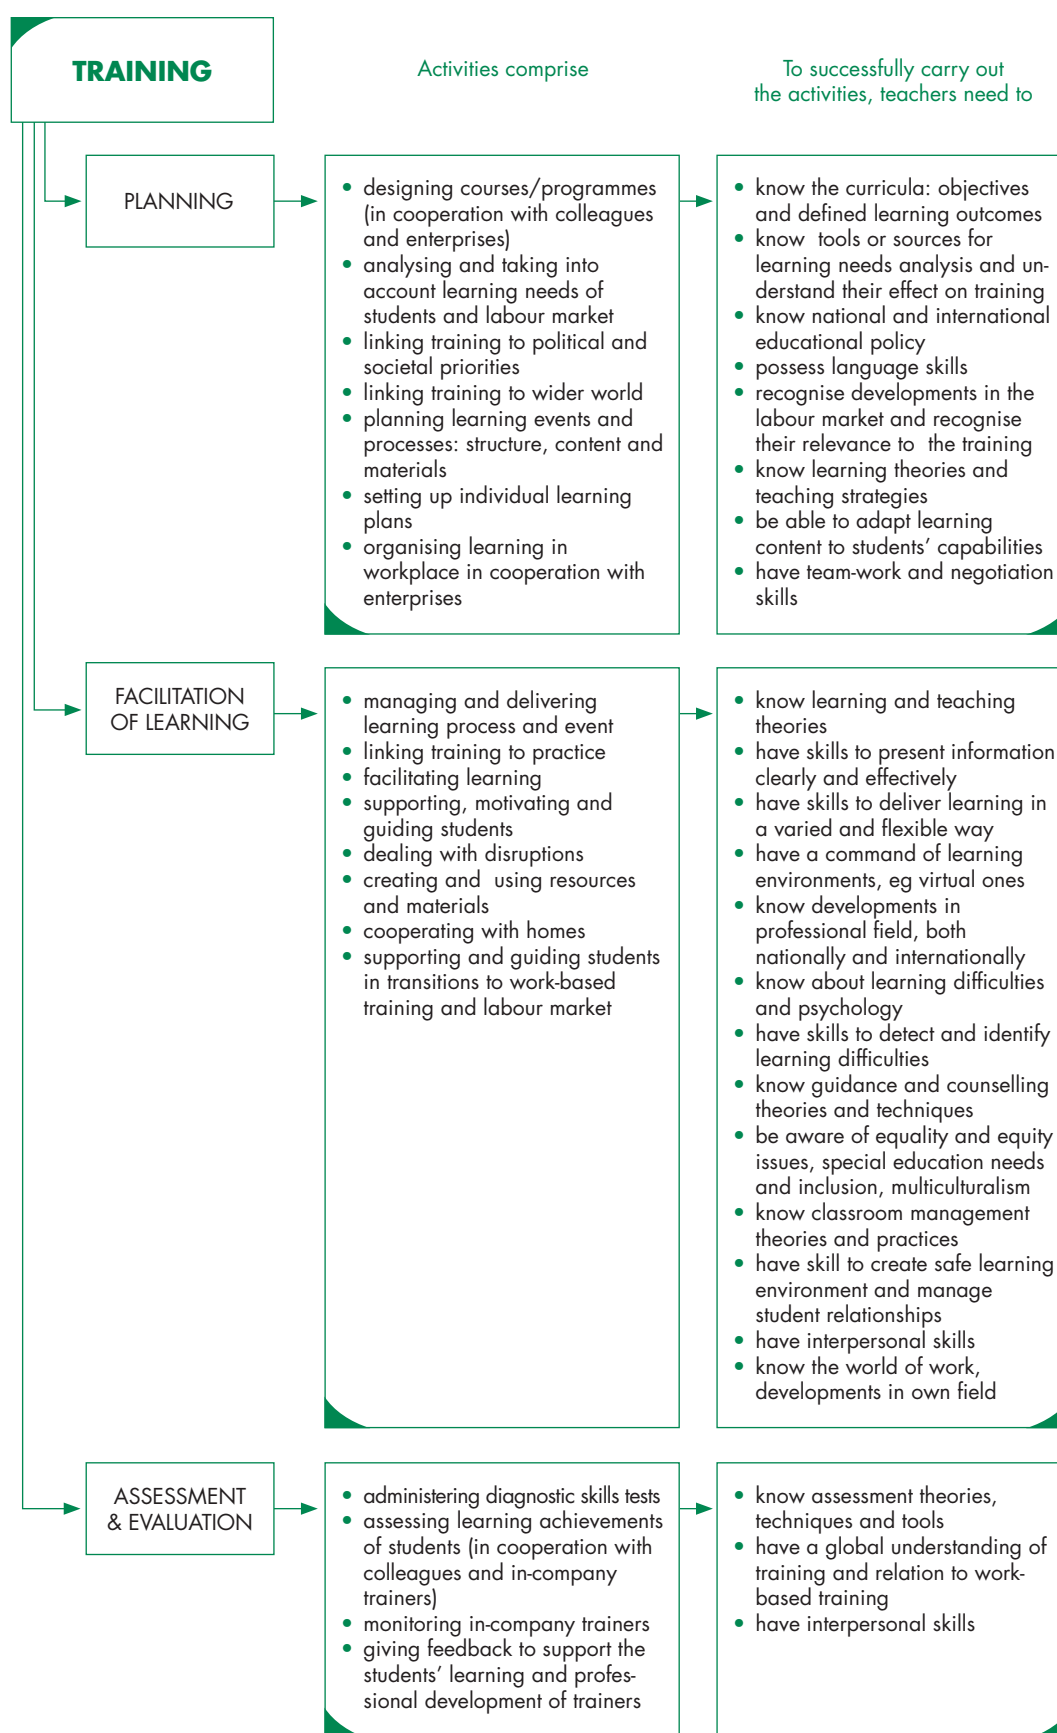 TRAINING
Activities comprise
To successfully carry out
the activities, teachers need to
PLANNING
• designing courses/programmes
(in cooperation with colleagues
and enterprises)
• analysing and taking into
account learning needs of
students and labour market
• linking training to political and
societal priorities
• linking training to wider world
• planning learning events and
processes: structure, content and
materials
• setting up individual learning
plans
• organising learning in
workplace in cooperation with
enterprises
• know the curricula: objectives
and defined learning outcomes
• know tools or sources for
learning needs analysis and un-
derstand their effect on training
• know national and international
educational policy
• possess language skills
• recognise developments in the
labour market and recognise
their relevance to the training
• know learning theories and
teaching strategies
• be able to adapt learning
content to students’ capabilities
• have team-work and negotiation
skills
FACILITATION
OF LEARNING
• managing and delivering
learning process and event
• linking training to practice
• facilitating learning
• supporting, motivating and
guiding students
• dealing with disruptions
• creating and using resources
and materials
• cooperating with homes
• supporting and guiding students
in transitions to work-based
training and labour market
• know learning and teaching
theories
• have skills to present information
clearly and effectively
• have skills to deliver learning in
a varied and flexible way
• have a command of learning
environments, eg virtual ones
• know developments in
professional field, both
nationally and internationally
• know about learning difficulties
and psychology
• have skills to detect and identify
learning difficulties
• know guidance and counselling
theories and techniques
• be aware of equality and equity
issues, special education needs
and inclusion, multiculturalism
• know classroom management
theories and practices
• have skill to create safe learning
environment and manage
student relationships
• have interpersonal skills
• know the world of work,
developments in own field
ASSESSMENT
& EVALUATION
• administering diagnostic skills tests
• assessing learning achievements
of students (in cooperation with
colleagues and in-company
trainers)
• monitoring in-company trainers
• giving feedback to support the
students’ learning and profes-
sional development of trainers
• know assessment theories,
techniques and tools
• have a global understanding of
training and relation to work-
based training
• have interpersonal skills